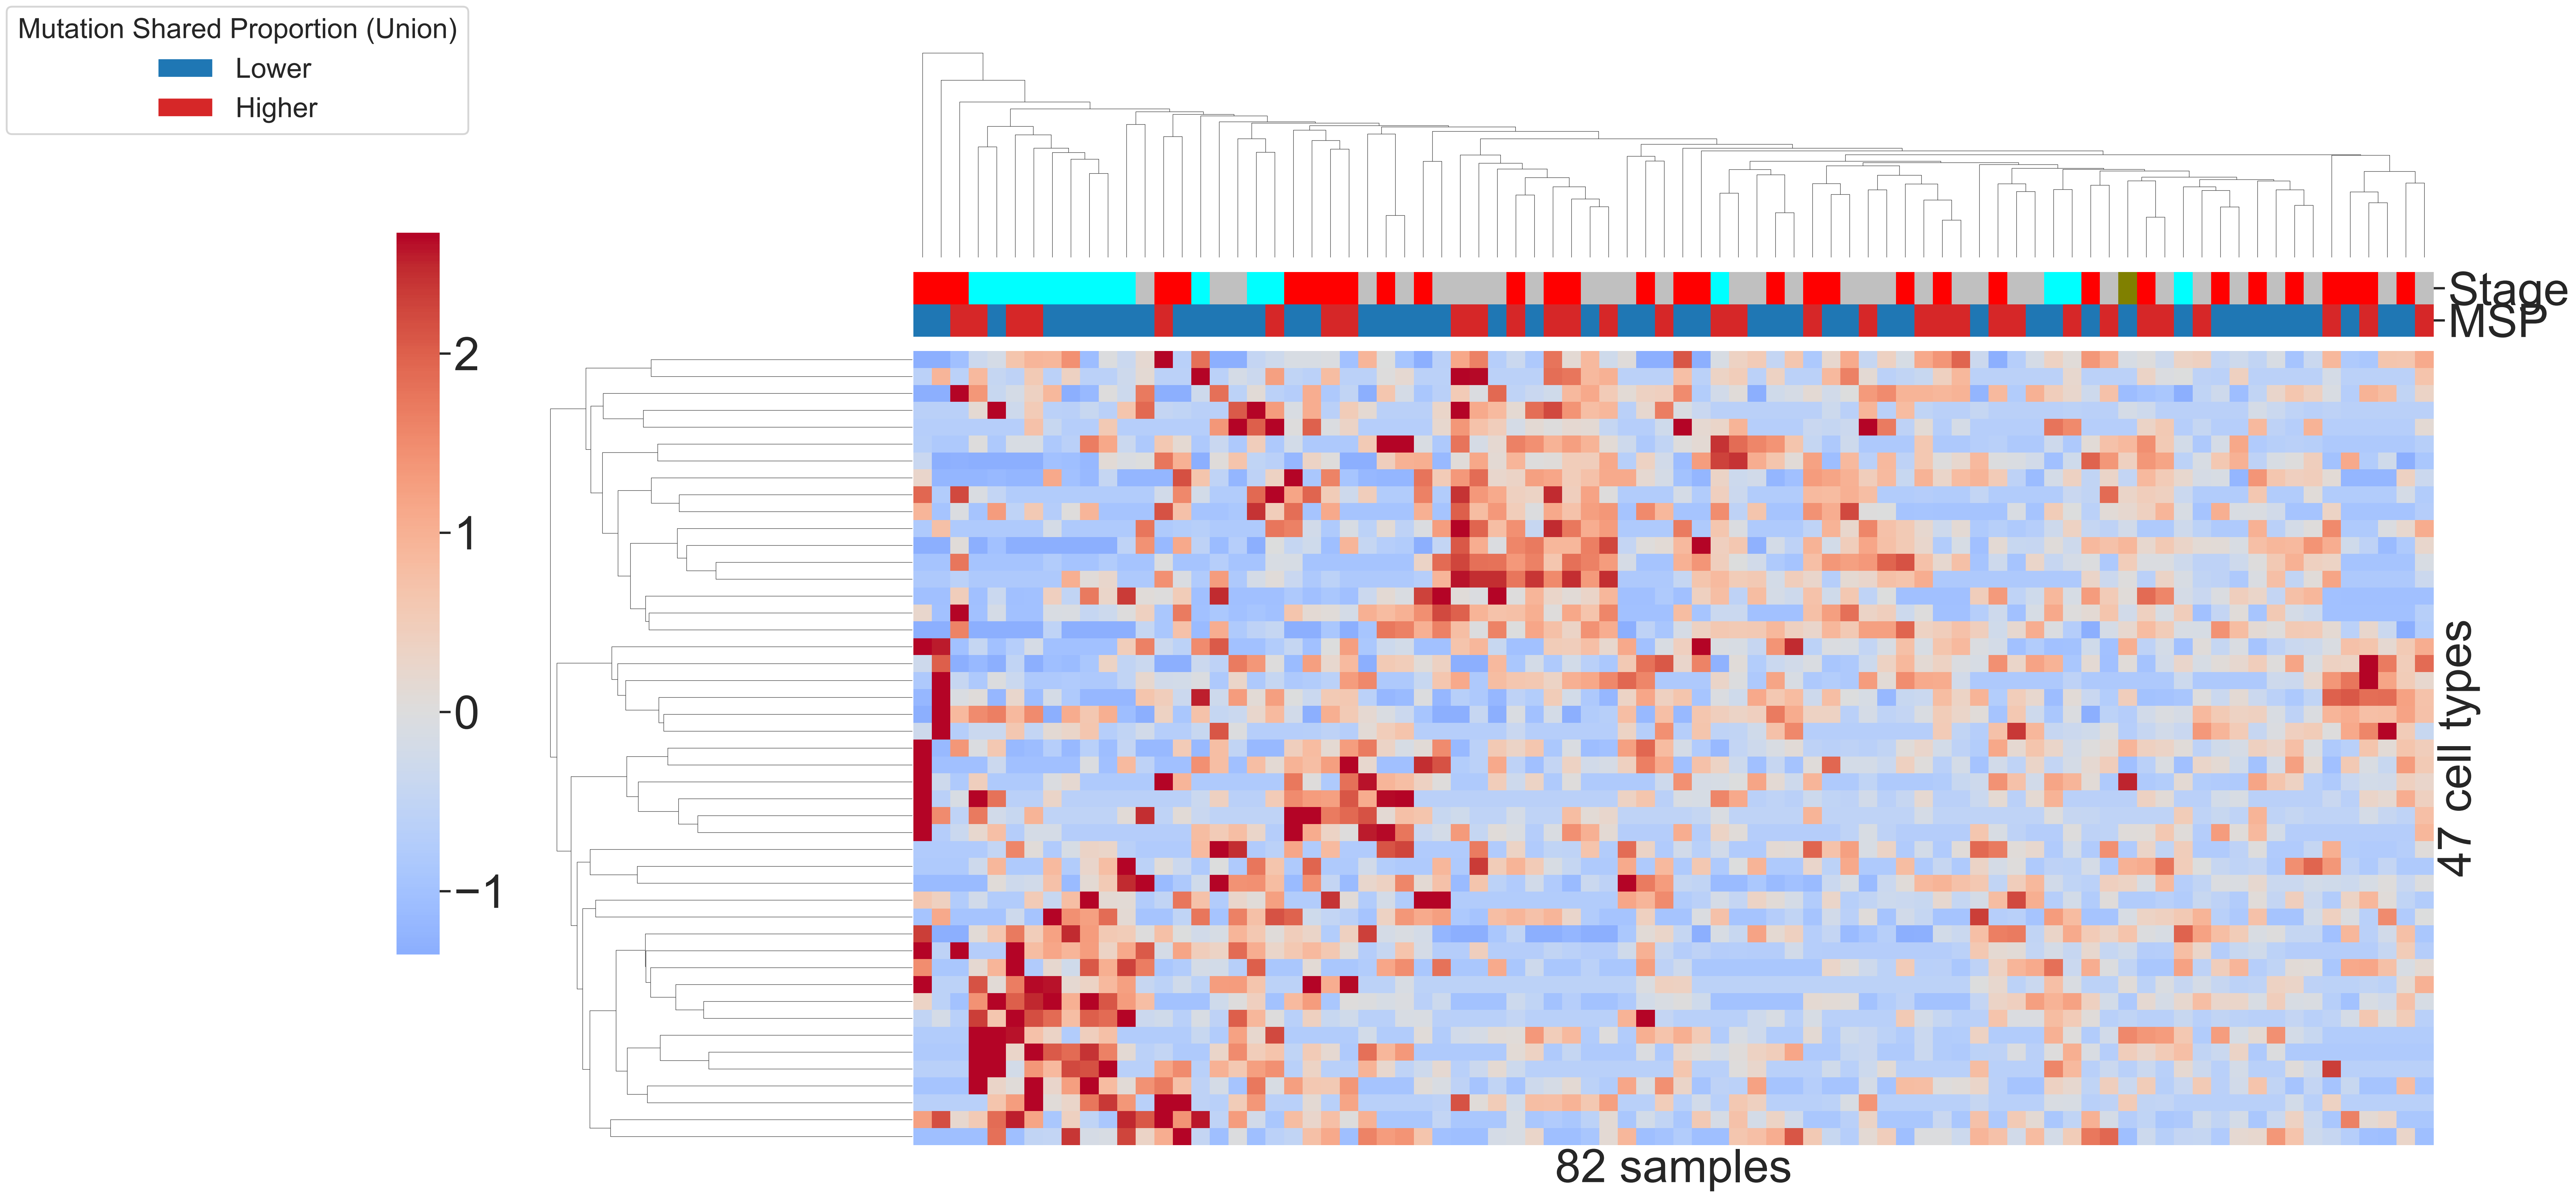 Mutation Shared Proportion (Union)
Lower
Higher
2
1
0
−1
Stage
MSP
47 cell types
82 samples